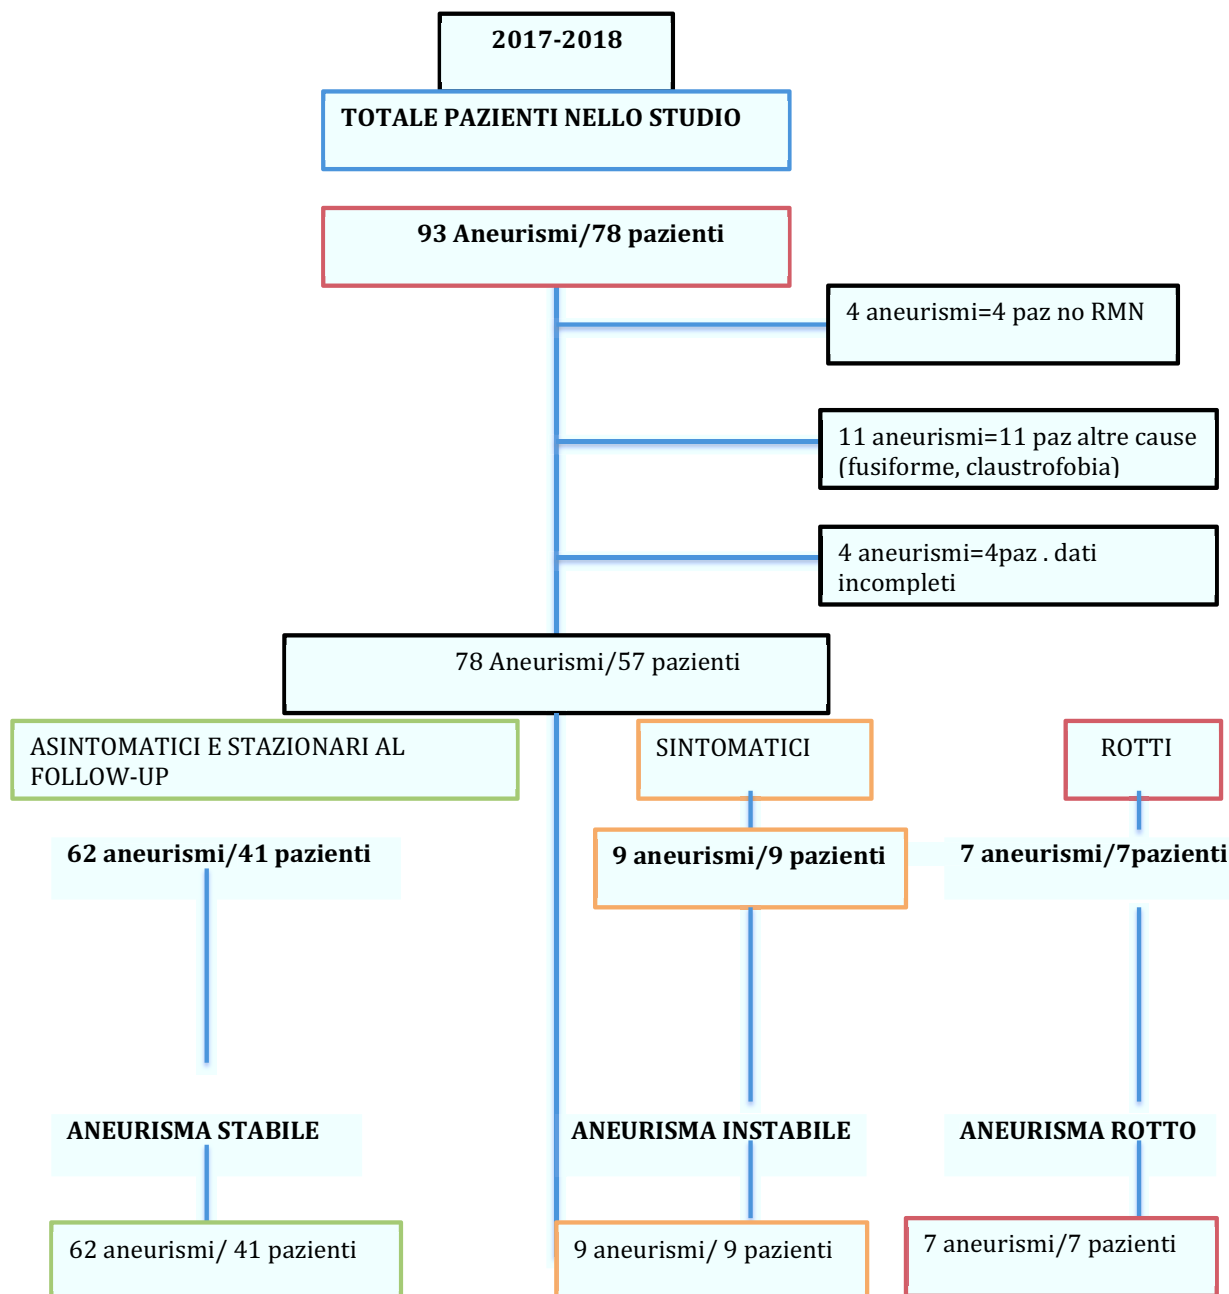 2017-2018
TOTALE PAZIENTI NELLO STUDIO
93 Aneurismi/78 pazienti
4 aneurismi=4 paz no RMN
11 aneurismi=11 paz altre cause
(fusiforme, claustrofobia)
4 aneurismi=4paz . dati
incompleti
78 Aneurismi/57 pazienti
ASINTOMATICI E STAZIONARI AL
FOLLOW-UP
SINTOMATICI
ROTTI
62 aneurismi/41 pazienti
9 aneurismi/9 pazienti
7 aneurismi/7pazienti
ANEURISMA STABILE
ANEURISMA INSTABILE
ANEURISMA ROTTO
62 aneurismi/ 41 pazienti
9 aneurismi/ 9 pazienti
7 aneurismi/7 pazienti